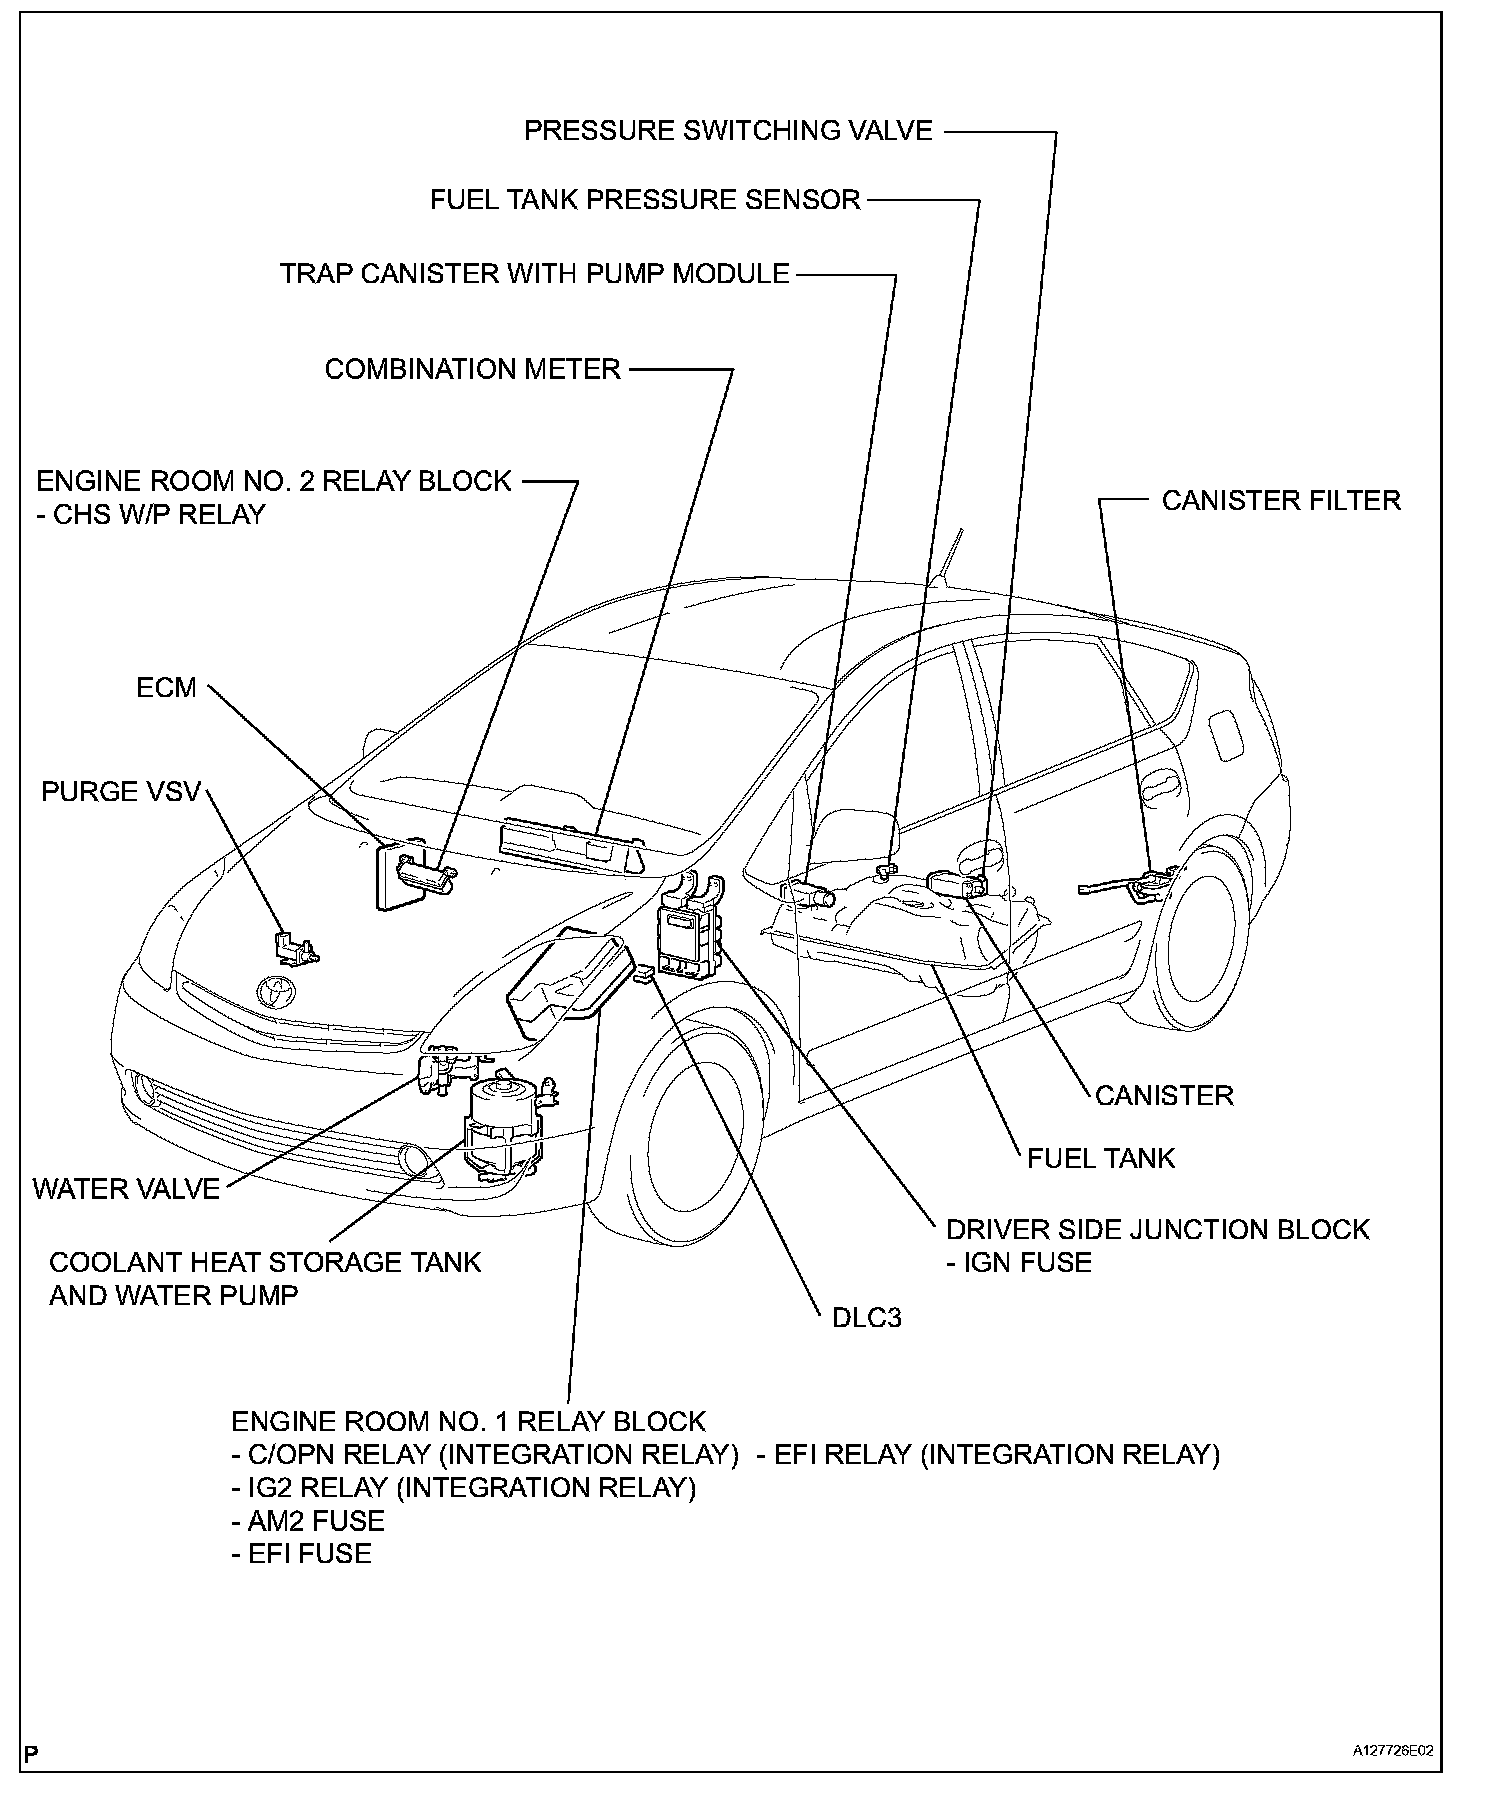 PRESSURE SWITCHING VALVE
FUEL TANK PRESSURE SENSOR
TRAP CANISTER WITH PUMP MODULE
COMBINATION METER
ENGINE ROOM NO. 2 RELAY BLOCK
- CHS W/P RELAY
CANISTER FILTER
ECM
PURGE VSV
CANISTER
FUEL TANK
WATER VALVE
DRIVER SIDE JUNCTION BLOCK
- IGN FUSE
COOLANT HEAT STORAGE TANK
AND WATER PUMP
DLC3
ENGINE ROOM NO. 1 RELAY BLOCK
- C/OPN RELAY (INTEGRATION RELAY) - EFI RELAY (INTEGRATION RELAY)
- IG2 RELAY (INTEGRATION RELAY)
- AM2 FUSE
- EFI FUSE
P
A127726E02